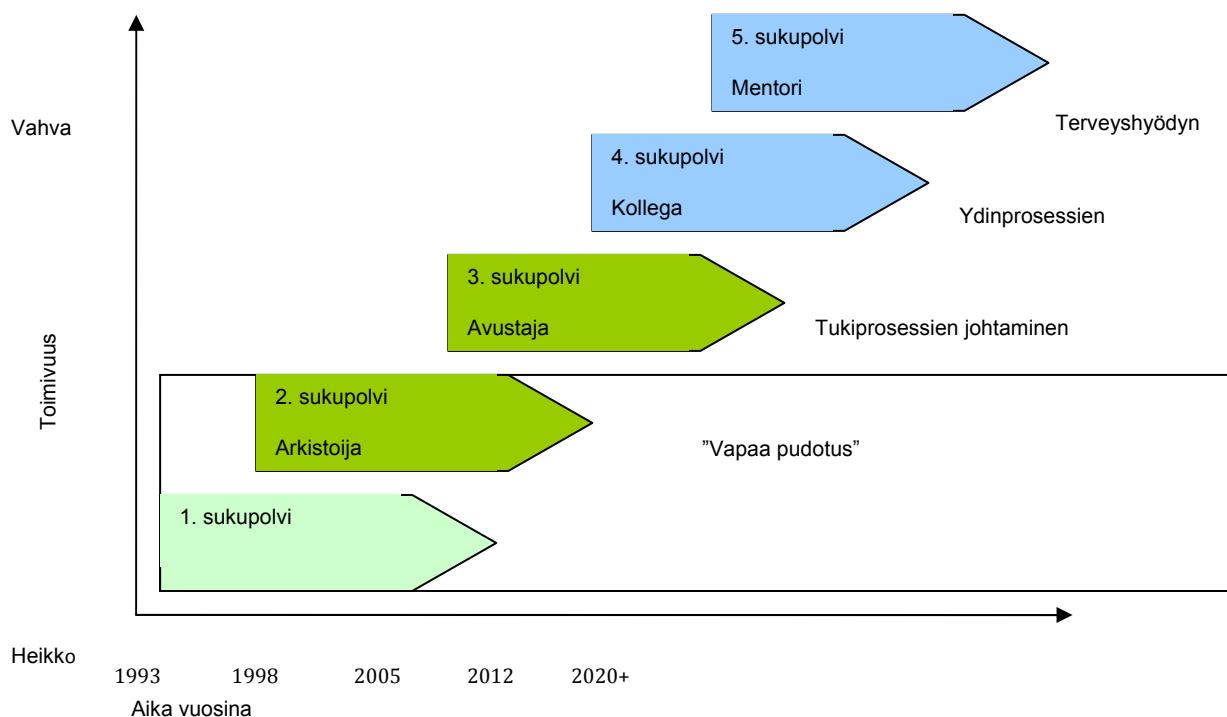 5. sukupolvi
Mentori
Vahva
Terveyshyödyn
4. sukupolvi
Kollega
Ydinprosessien
3. sukupolvi
Avustaja
Tukiprosessien johtaminen
Toimivuus
2. sukupolvi
Arkistoija
”Vapaa pudotus”
1. sukupolvi
Heikko
1993 1998 2005 2012 2020+
Aika vuosina